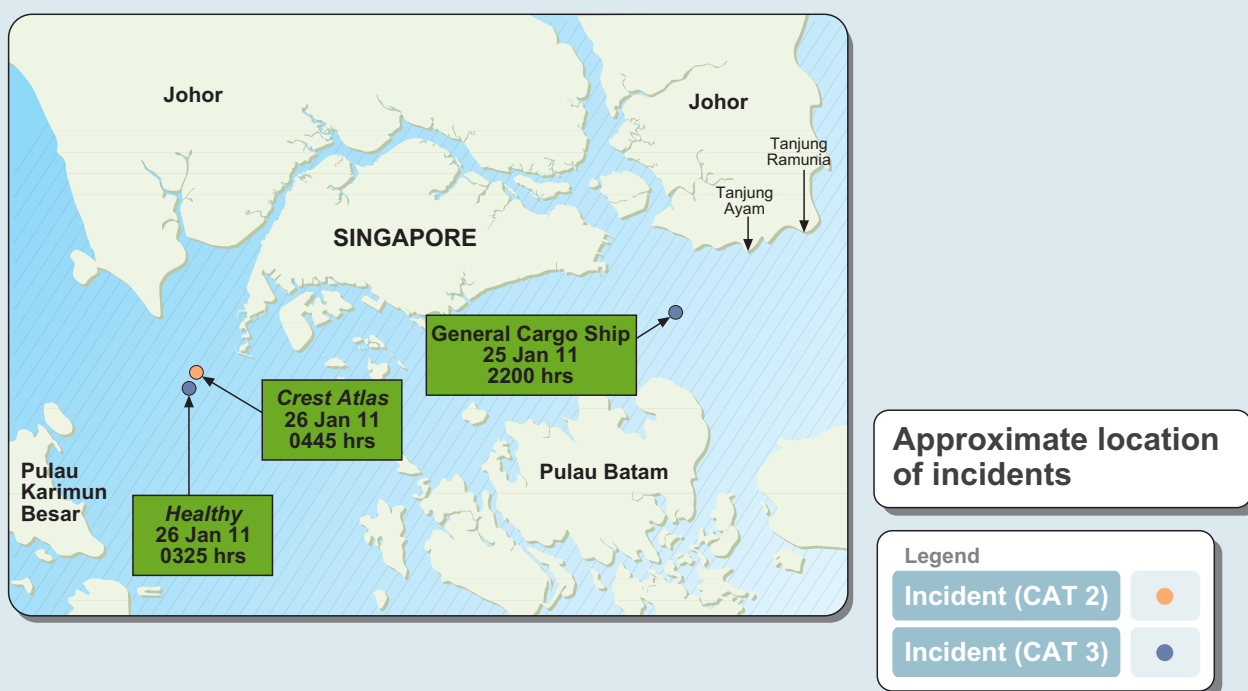 Johor
Johor
Tanjung
Ramunia
Tanjung
Ayam
SINGAPORE
General Cargo Ship
25 Jan 11
2200 hrs
Crest Atlas
26 Jan 11
0445 hrs
Pulau
Karimun
Besar
Healthy
26 Jan 11
0325 hrs
Pulau Batam
Approximate location
of incidents
Legend
Incident (CAT 2)
Incident (CAT 3)